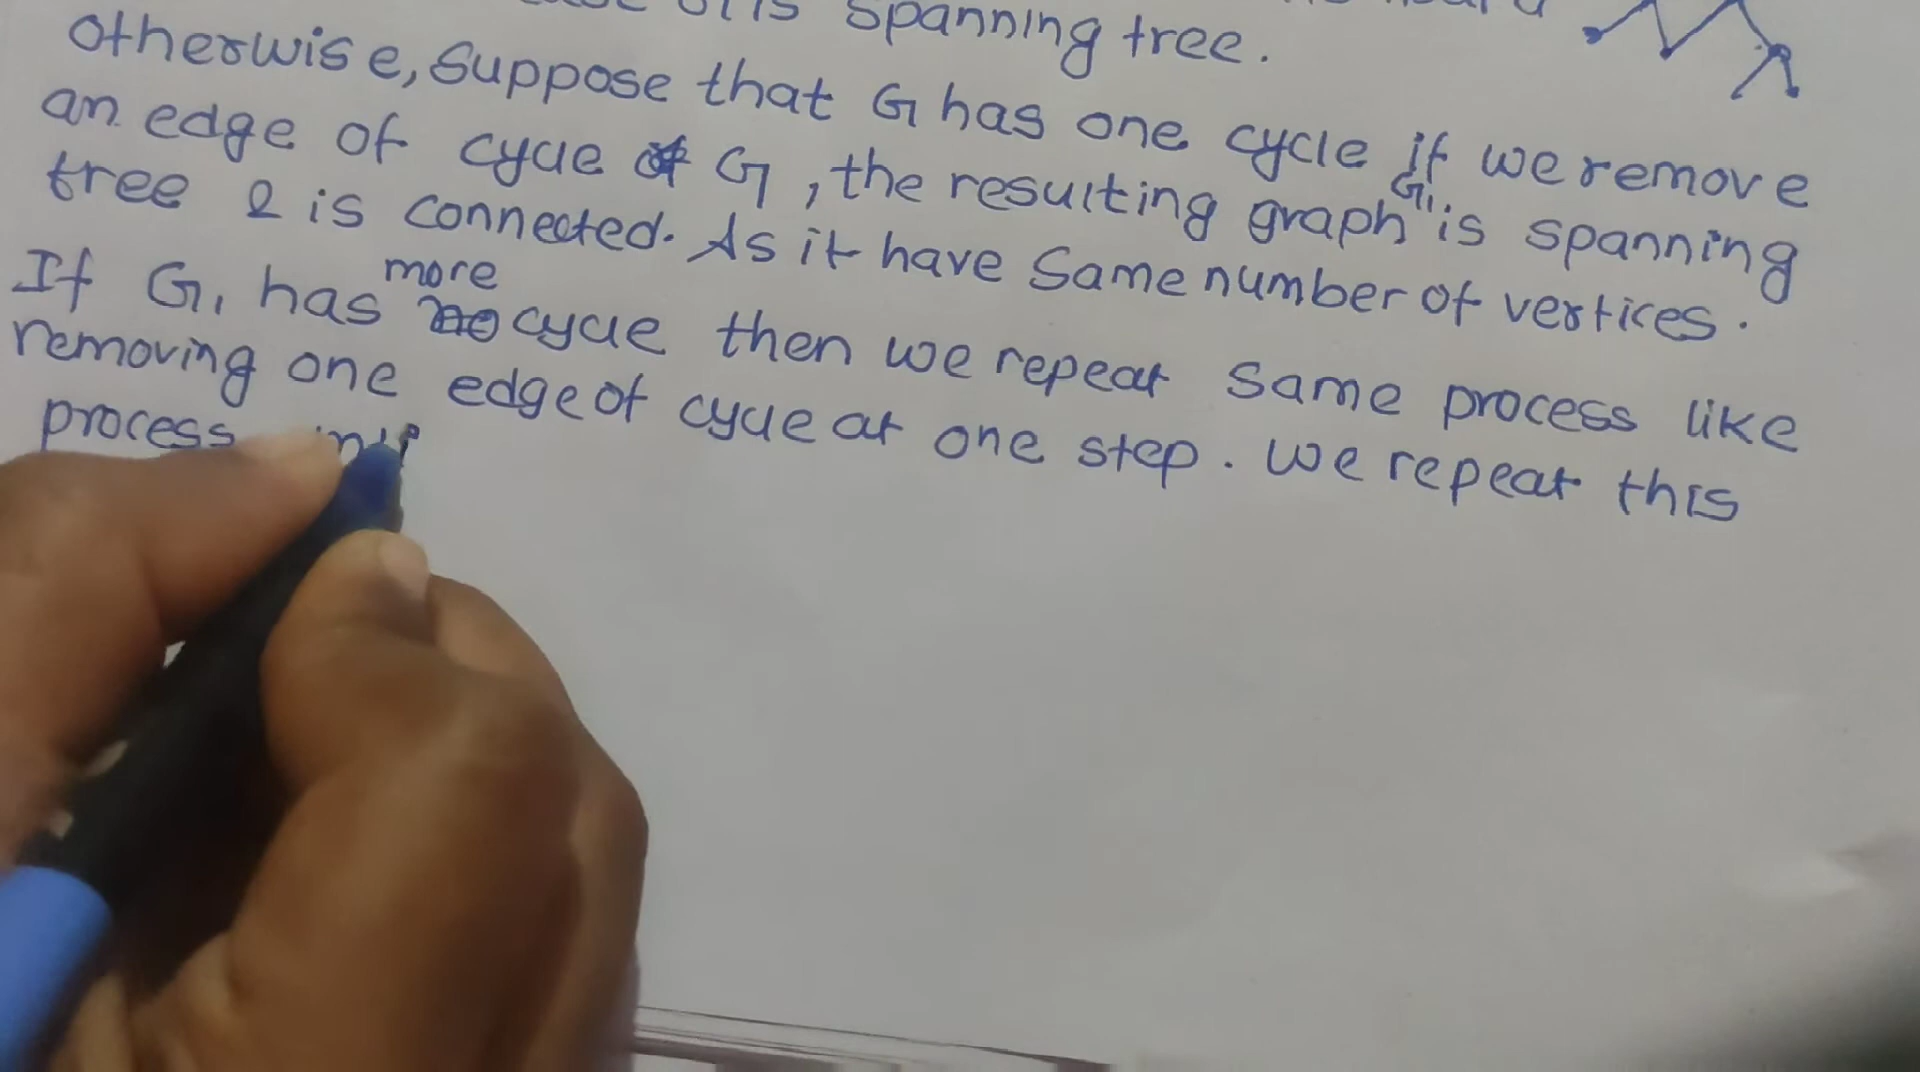 is spanning tree.
otherwise, suppose that G has one cycle if we remove
an edge of cycle of G, the resulting graph G1 is spanning
tree & is connected. As it have same number of vertices.
If G1 has more cycle then we repeat same process like
removing one edge of cycle at one step. We repeat this
process